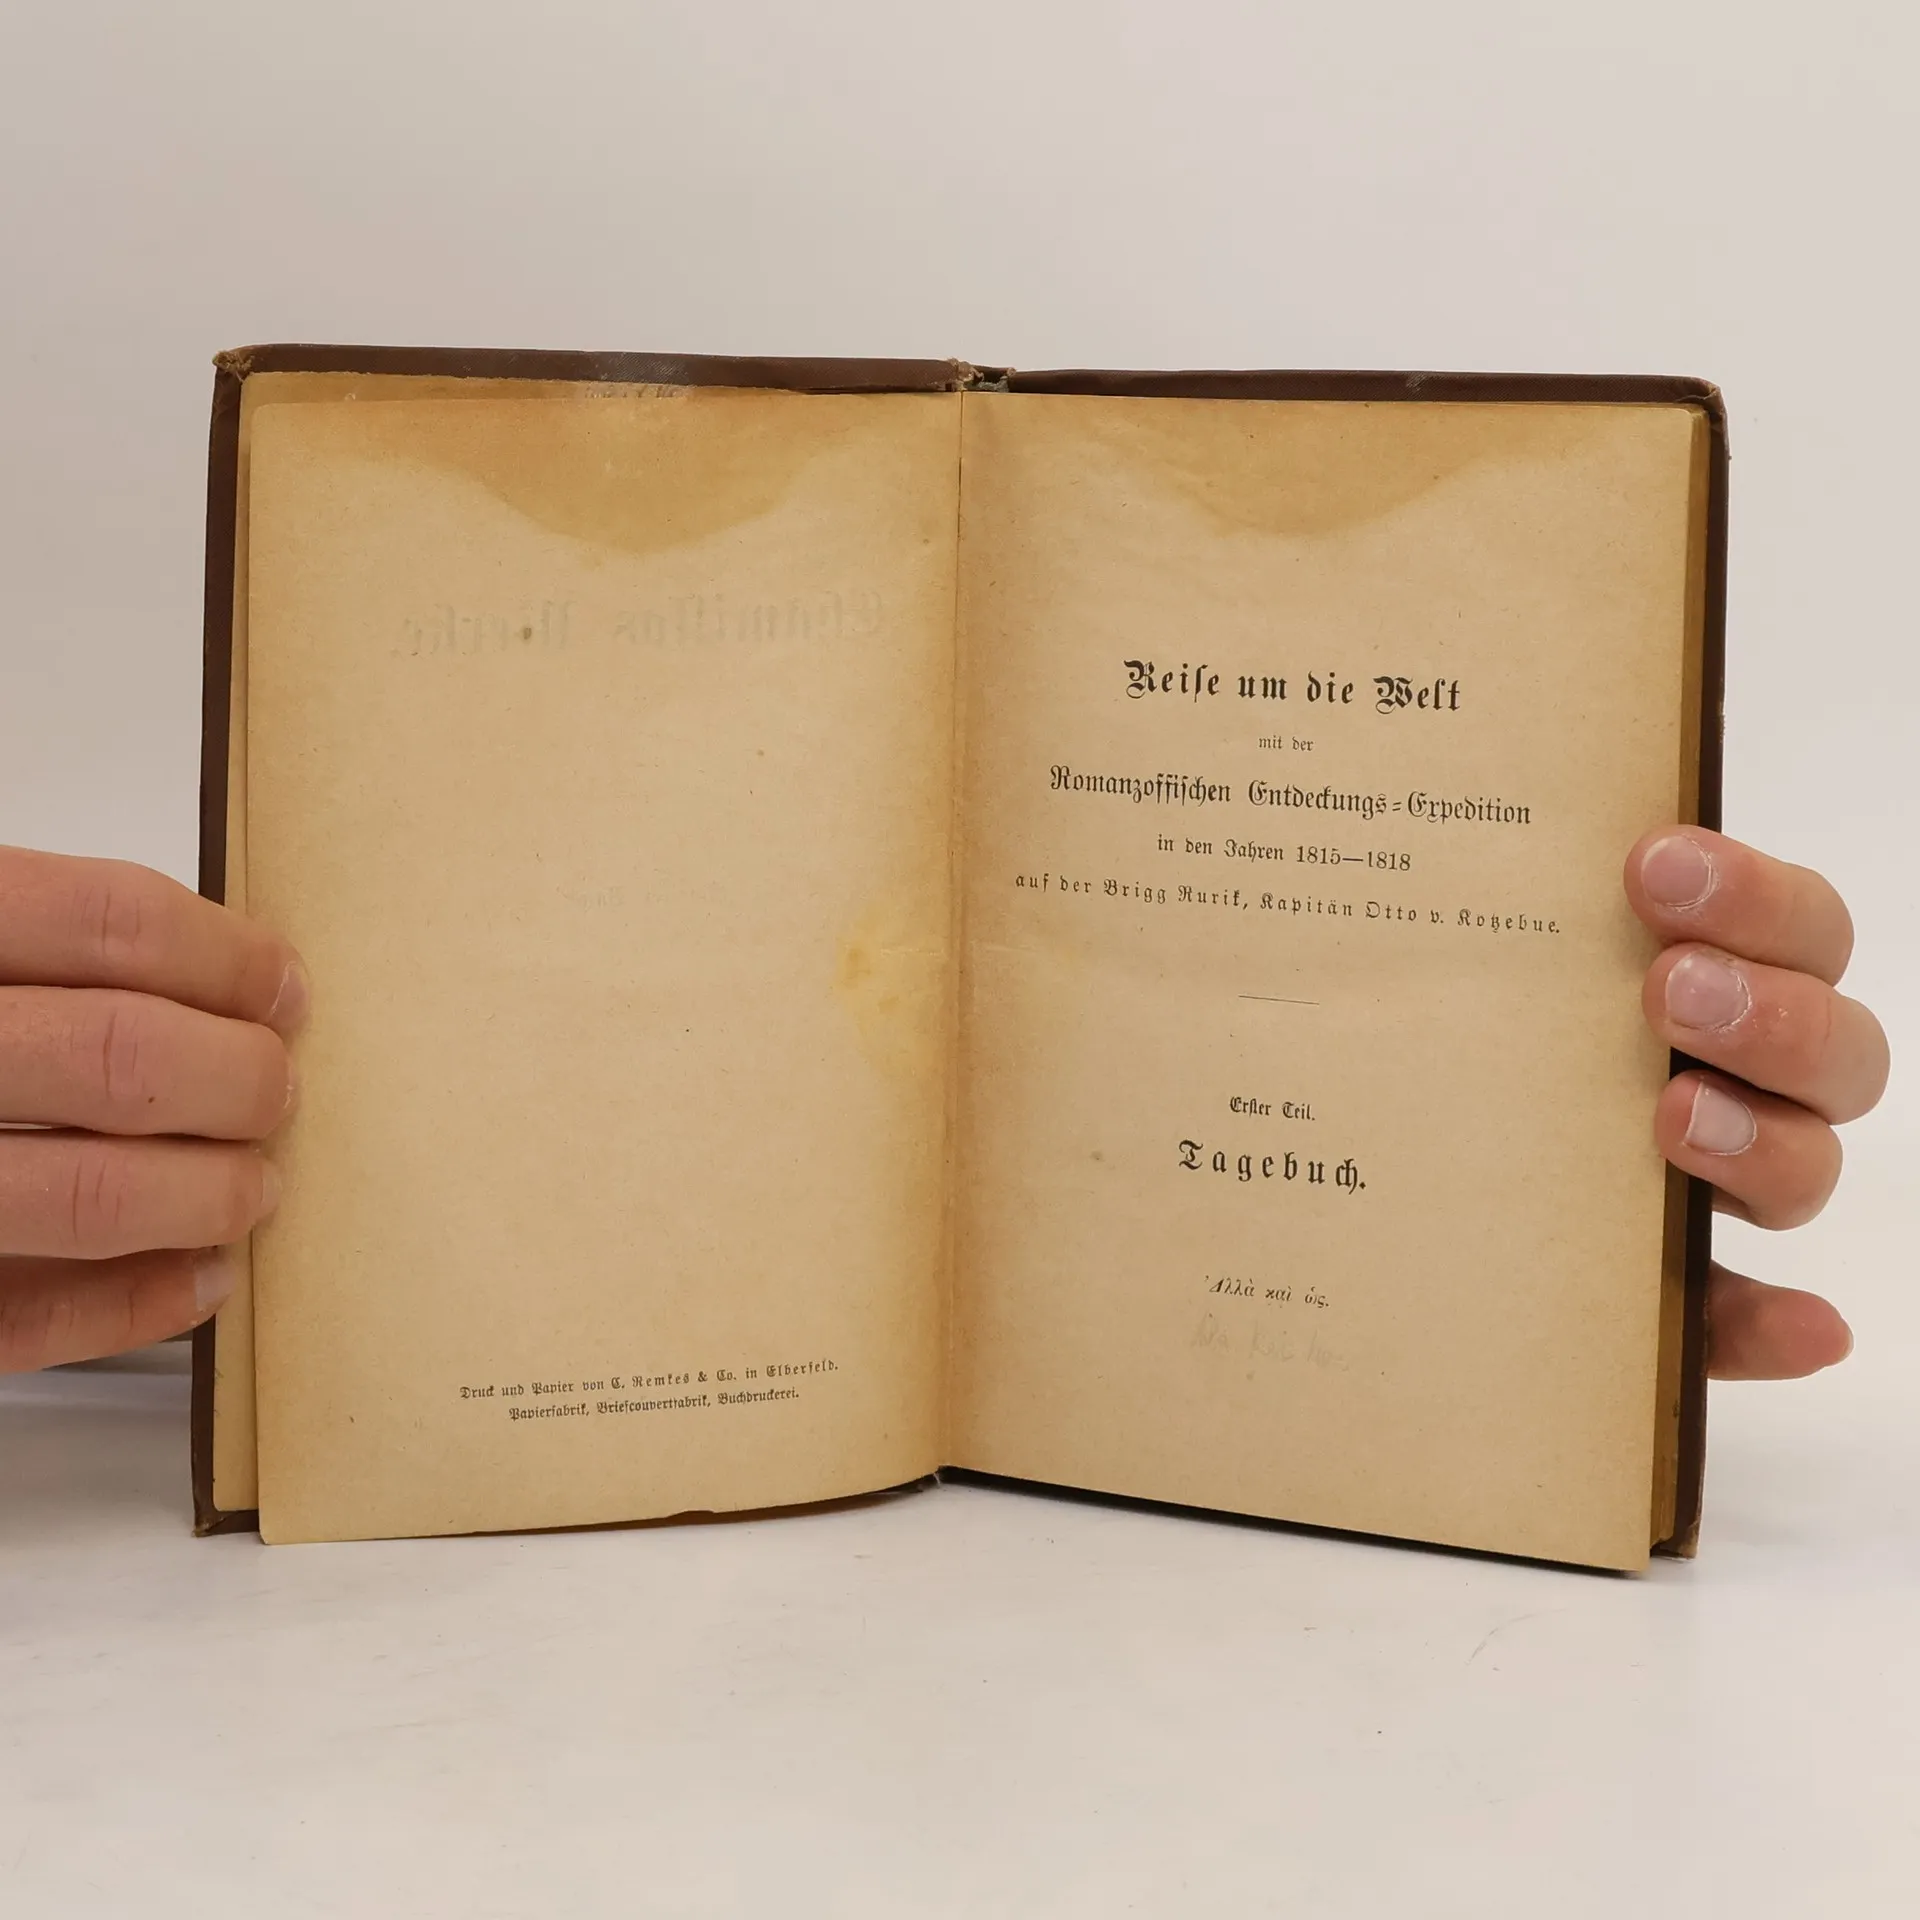 Druck und Papier von C. Remkes & Co. in Elberfeld.
Papierfabrik, Briefcouvertfabrik, Buchdruckerei.
Reise um die Welt
mit der
Romanzoffischen Entdeckungs-Expedition
in den Jahren 1815—1818
auf der Brigg Rurik, Kapitän Otto v. Kotzebue.
Erster Teil.
Tagebuch.
Ἀλλὰ καὶ ὧς.